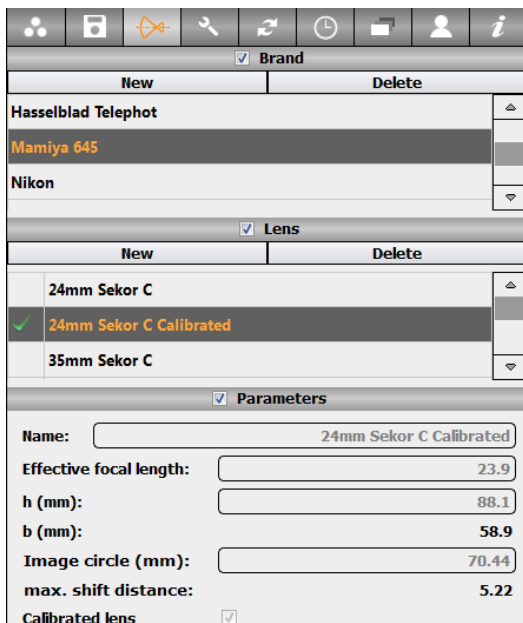 Brand
New Delete
Hasselblad Telephot
Mamiya 645
Nikon
Lens
New Delete
24mm Sekor C
24mm Sekor C Calibrated
35mm Sekor C
Parameters
Name: 24mm Sekor C Calibrated
Effective focal length: 23.9
h (mm): 88.1
b (mm): 58.9
Image circle (mm): 70.44
max. shift distance: 5.22
Calibrated lens